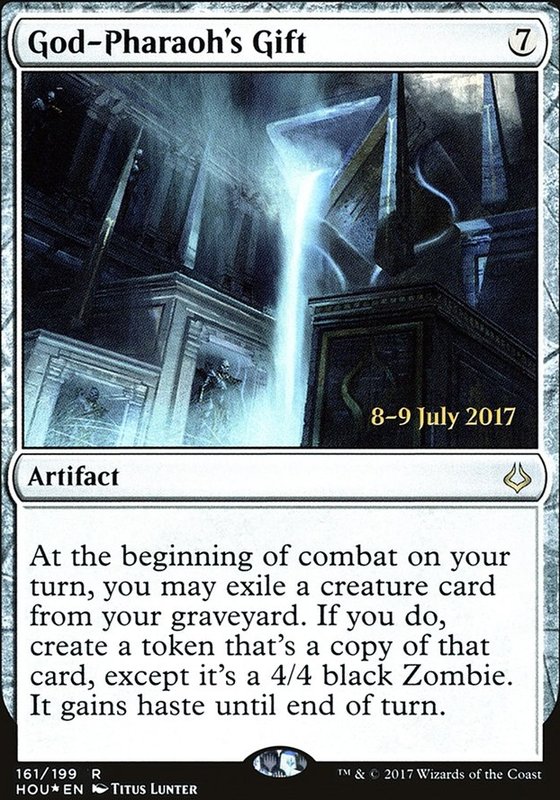 God-Pharaoh's Gift 7
8–9 July 2017
Artifact
At the beginning of combat on your
turn, you may exile a creature card
from your graveyard. If you do,
create a token that's a copy of that
card, except it's a 4/4 black Zombie.
It gains haste until end of turn.
161/199 R
HOU★EN Titus Lunter
™ & © 2017 Wizards of the Coast